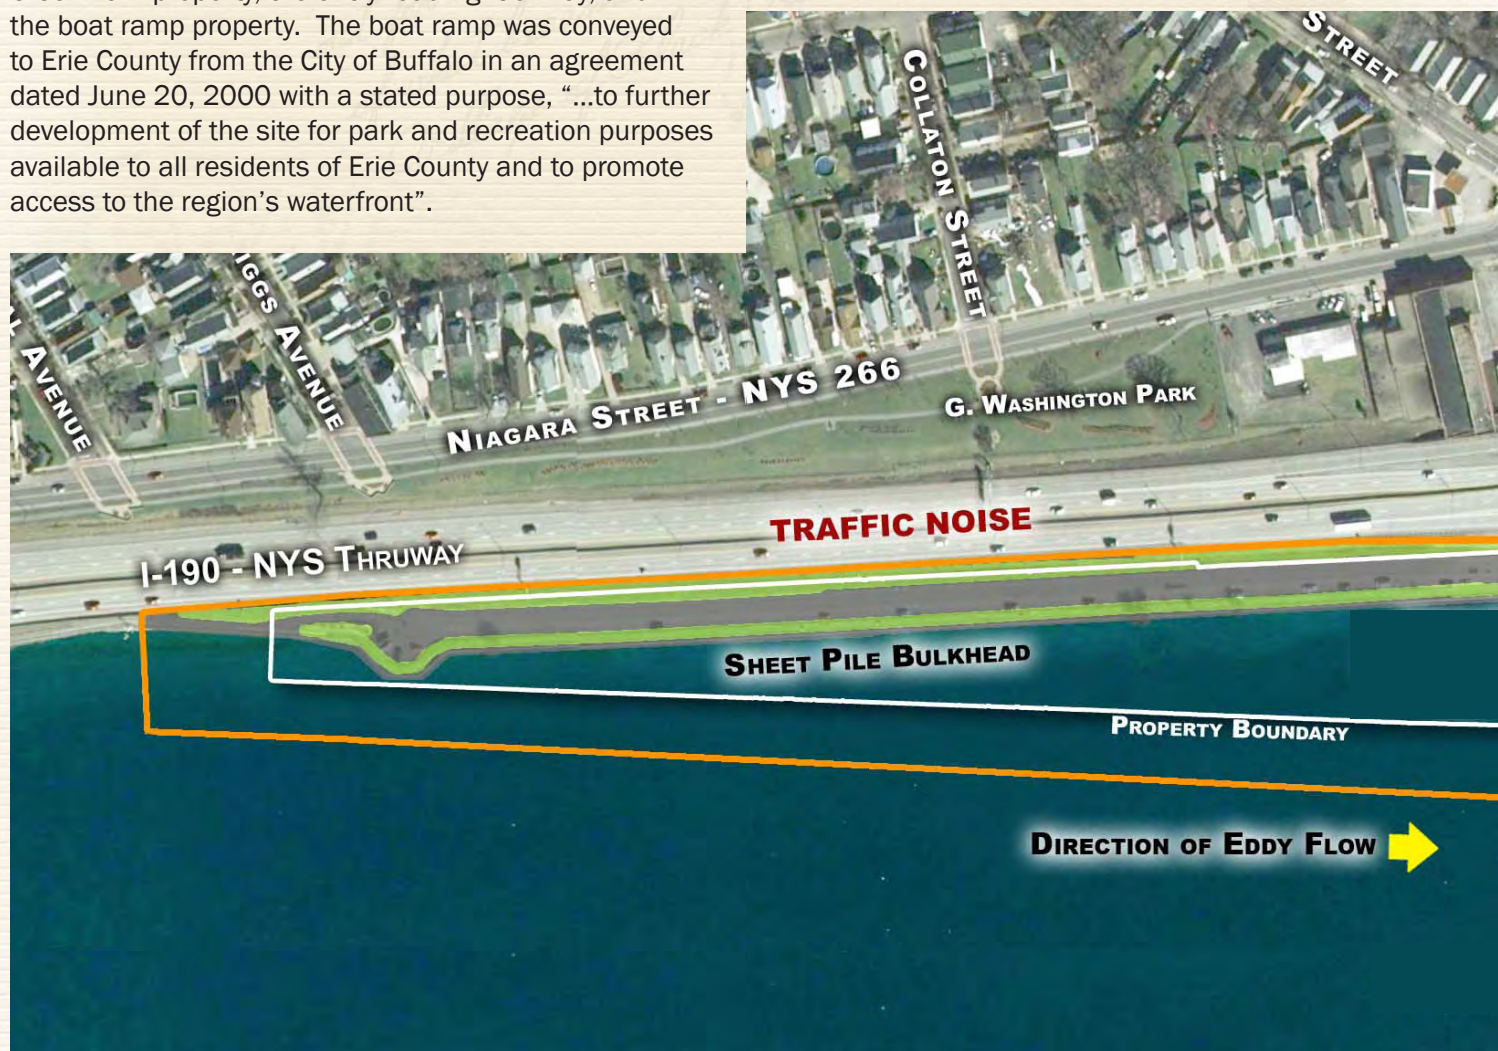 the boat ramp property. The boat ramp was conveyed
to Erie County from the City of Buffalo in an agreement
dated June 20, 2000 with a stated purpose, “...to further
development of the site for park and recreation purposes
available to all residents of Erie County and to promote
access to the region’s waterfront”.
STREET
COLLATON STREET
IGGS AVENUE
AVENUE
NIAGARA STREET - NYS 266
G. WASHINGTON PARK
TRAFFIC NOISE
I-190 - NYS THRUWAY
SHEET PILE BULKHEAD
PROPERTY BOUNDARY
DIRECTION OF EDDY FLOW